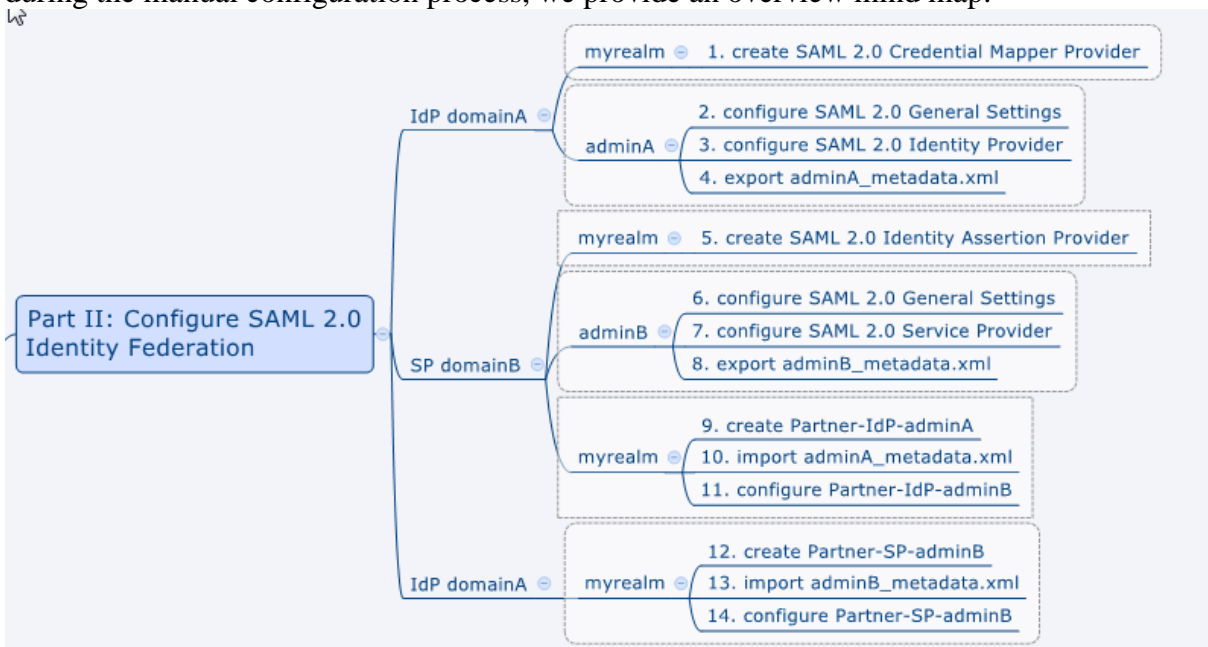 during the manual configuration process, we provide an overview mind map.
myrealm
1. create SAML 2.0 Credential Mapper Provider
IdP domainA
adminA
2. configure SAML 2.0 General Settings
3. configure SAML 2.0 Identity Provider
4. export adminA_metadata.xml
myrealm
5. create SAML 2.0 Identity Assertion Provider
Part II: Configure SAML 2.0
Identity Federation
SP domainB
adminB
6. configure SAML 2.0 General Settings
7. configure SAML 2.0 Service Provider
8. export adminB_metadata.xml
myrealm
9. create Partner-IdP-adminA
10. import adminA_metadata.xml
11. configure Partner-IdP-adminB
IdP domainA
myrealm
12. create Partner-SP-adminB
13. import adminB_metadata.xml
14. configure Partner-SP-adminB